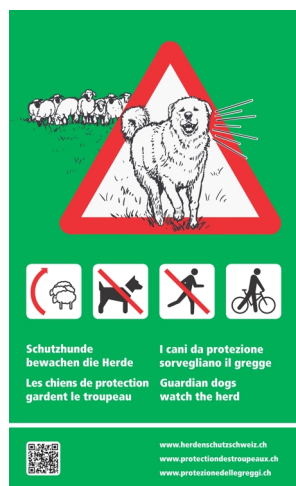 Schutzhunde
bewachen die Herde
Les chiens de protection
gardent le troupeau
I cani da protezione
sorvegliano il gregge
Guardian dogs
watch the herd
www.herdenschutzschweiz.ch
www.protectiondestroupeaux.ch
www.protezionedellegreggi.ch